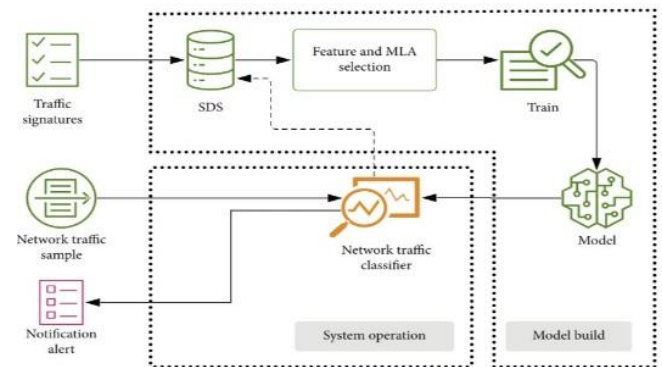 Feature and MLA
selection
Traffic
signatures
SDS
Train
Network traffic
sample
Network traffic
classifier
Model
Notification
alert
System operation
Model build